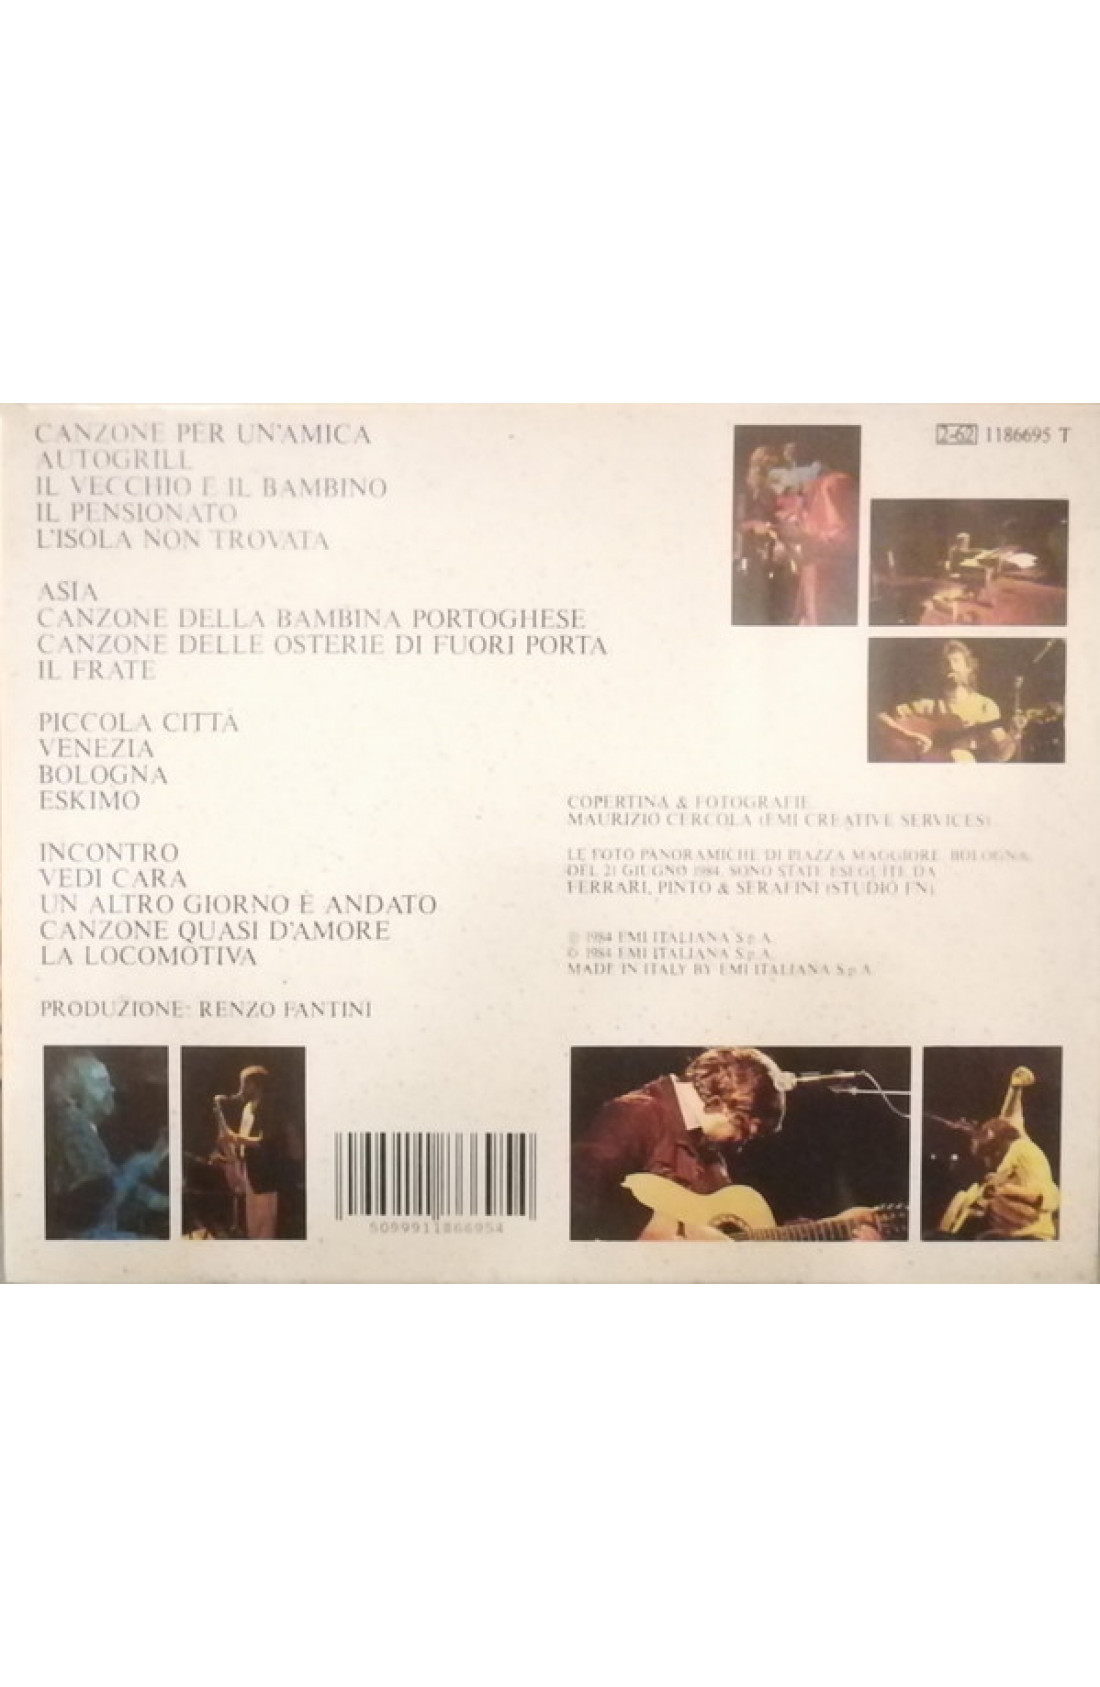 CANZONE PER UN'AMICA
AUTOGRILL
IL VECCHIO E IL BAMBINO
IL PENSIONATO
L'ISOLA NON TROVATA
ASIA
CANZONE DELLA BAMBINA PORTOGHESE
CANZONE DELLE OSTERIE DI FUORI PORTA
IL FRATE
PICCOLA CITTÀ
VENEZIA
BOLOGNA
ESKIMO
INCONTRO
VEDI CARA
UN ALTRO GIORNO È ANDATO
CANZONE QUASI D'AMORE
LA LOCOMOTIVA
PRODUZIONE: RENZO FANTINI
5099911866954
2-62 1186695 T
COPERTINA & FOTOGRAFIE
MAURIZIO CERCOLA (EMI CREATIVE SERVICES)
LE FOTO PANORAMICHE DI PIAZZA MAGGIORE, BOLOGNA,
DEL 21 GIUGNO 1984, SONO STATE ESEGUITE DA
FERRARI, PINTO & SERAFINI (STUDIO FN).
℗ 1984 EMI ITALIANA S.p.A.
© 1984 EMI ITALIANA S.p.A.
MADE IN ITALY BY EMI ITALIANA S.p.A.